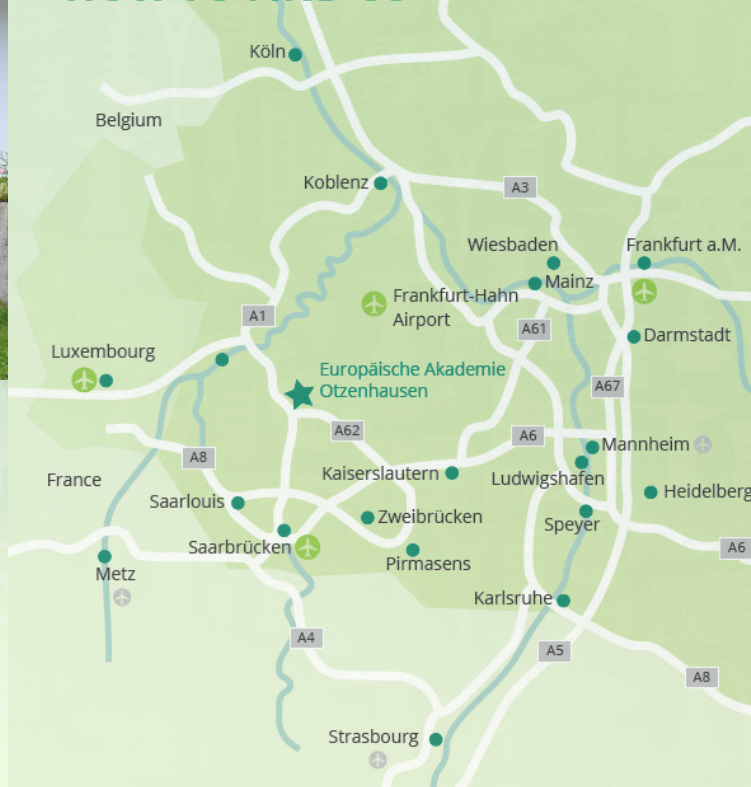 Köln
Belgium
Koblenz
A3
Wiesbaden
Frankfurt a.M.
Mainz
Frankfurt-Hahn
Airport
A1
A61
Darmstadt
Luxembourg
Europäische Akademie
Otzenhausen
A67
A62
A6
Mannheim
A8
France
Kaiserslautern
Ludwigshafen
Heidelberg
Saarlouis
Zweibrücken
Speyer
Saarbrücken
A6
Pirmasens
Metz
Karlsruhe
A4
A5
A8
Strasbourg